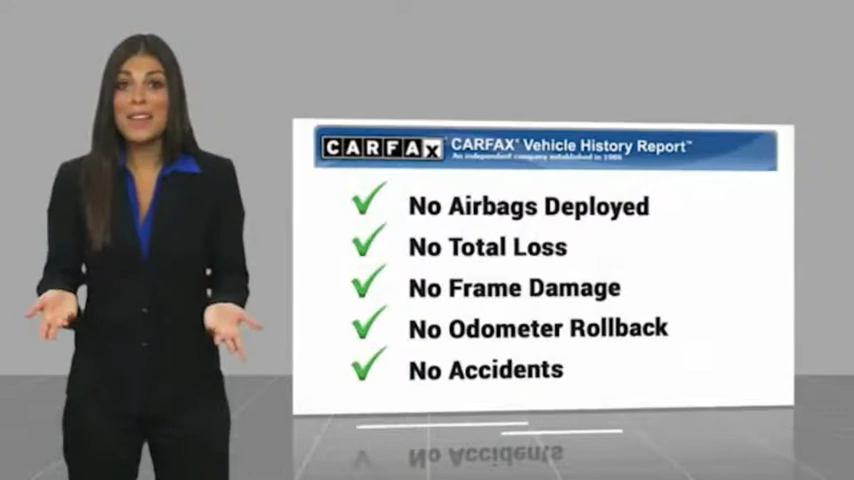 CARFAX CARFAX® Vehicle History Report™
An independent company established in 1986
No Airbags Deployed
No Total Loss
No Frame Damage
No Odometer Rollback
No Accidents
No Accidents